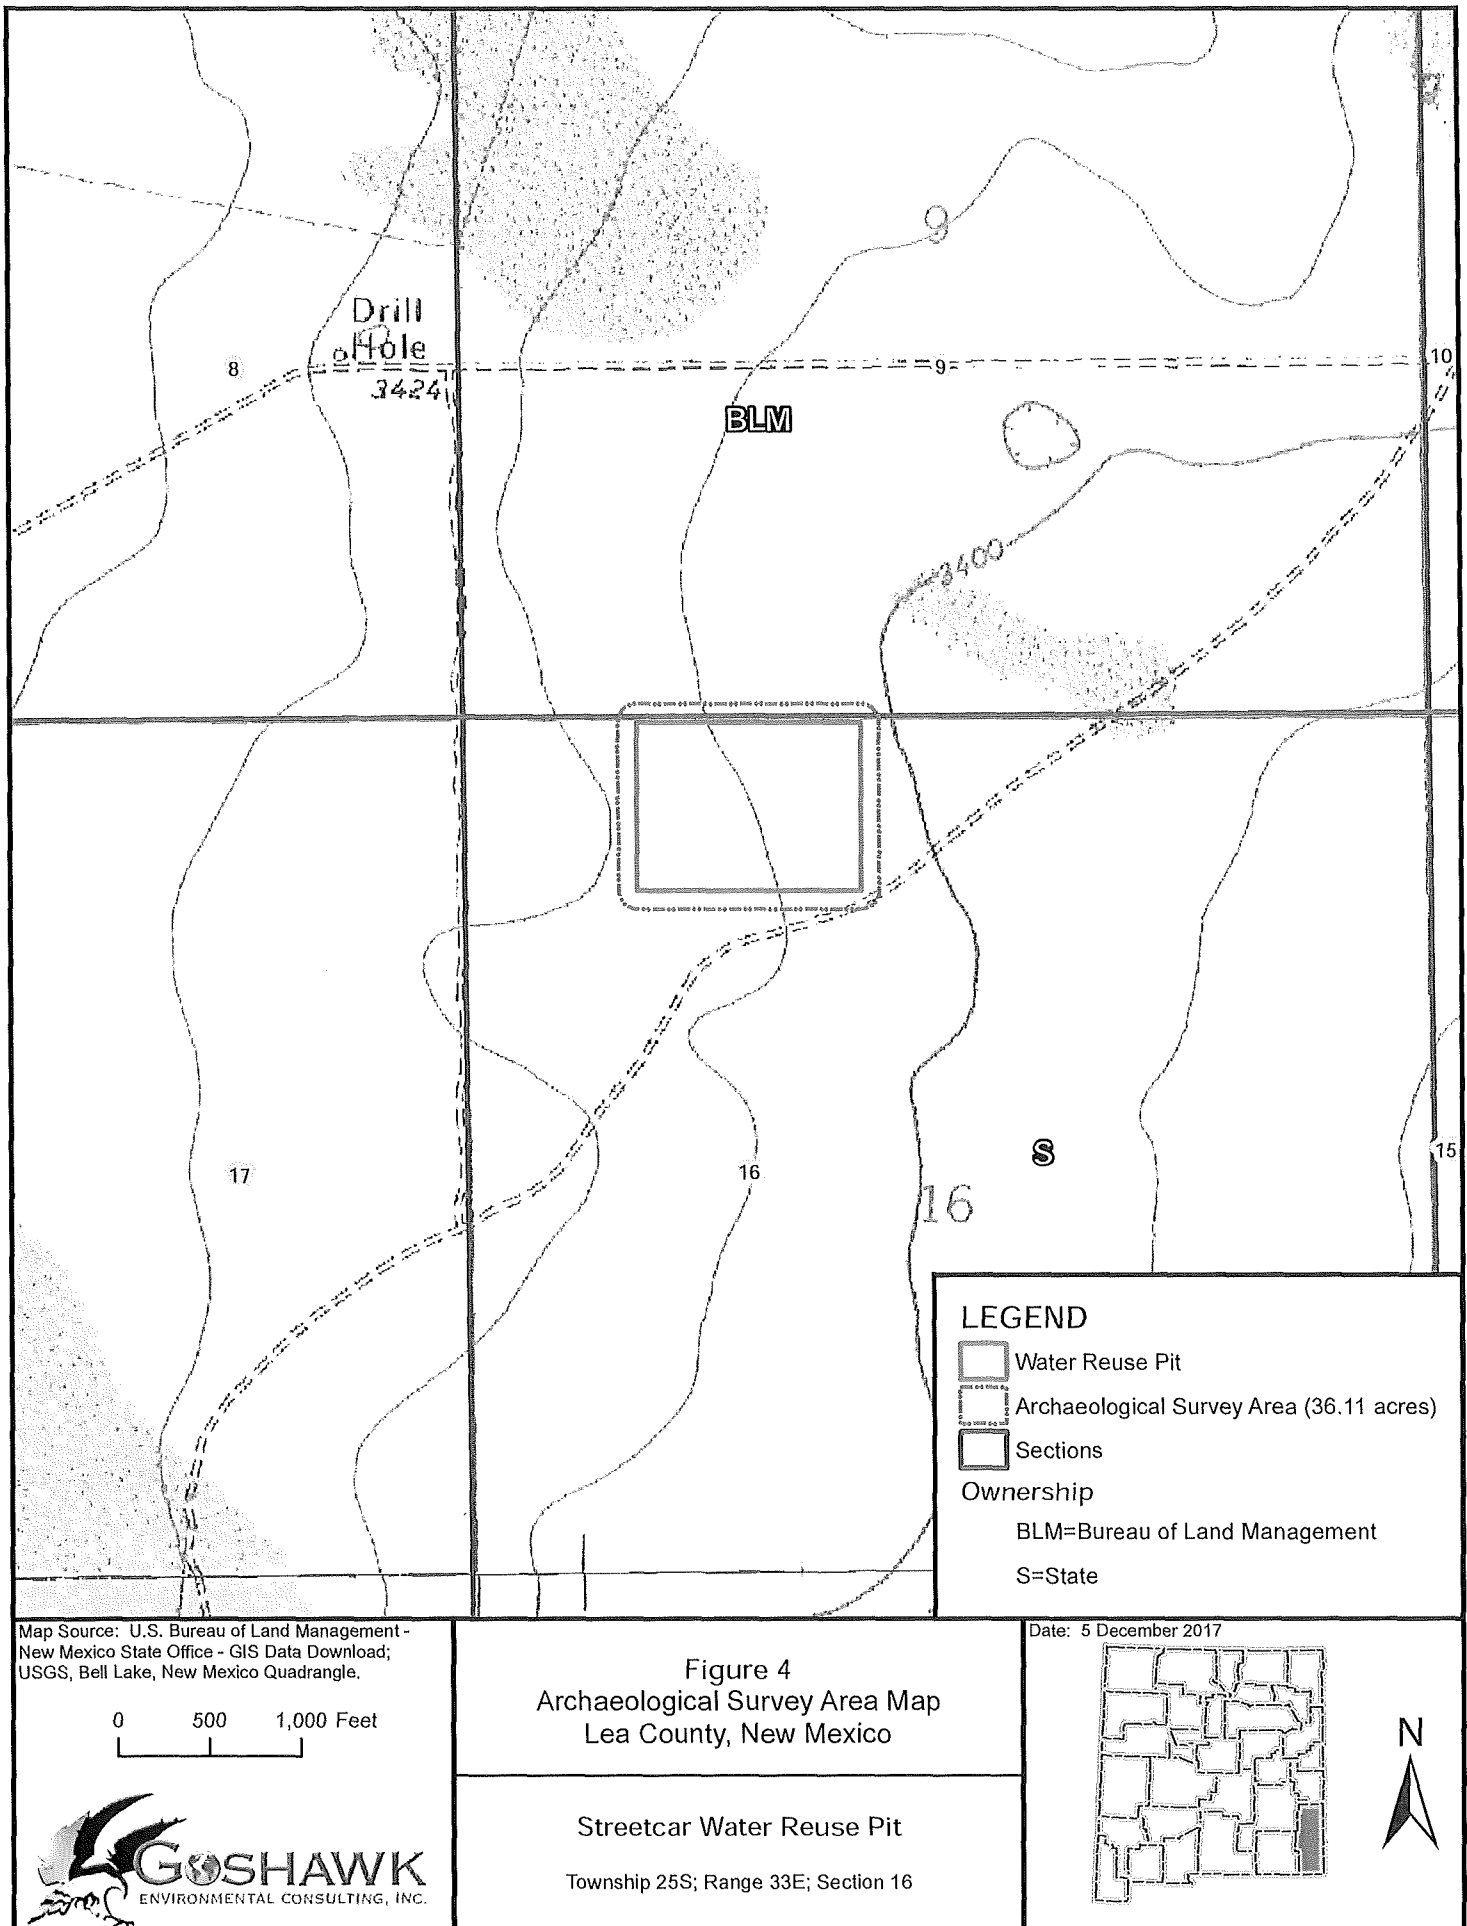 9
Drill
Hole
3424
8
9
10
BLM
3400
S
17
16
16
15
LEGEND
Water Reuse Pit
Archaeological Survey Area (36.11 acres)
Sections
Ownership
BLM=Bureau of Land Management
S=State
Map Source: U.S. Bureau of Land Management -
New Mexico State Office - GIS Data Download;
USGS, Bell Lake, New Mexico Quadrangle.
0 500 1,000 Feet
GOSHAWK
ENVIRONMENTAL CONSULTING, INC.
Figure 4
Archaeological Survey Area Map
Lea County, New Mexico
Streetcar Water Reuse Pit
Township 25S; Range 33E; Section 16
Date: 5 December 2017
N